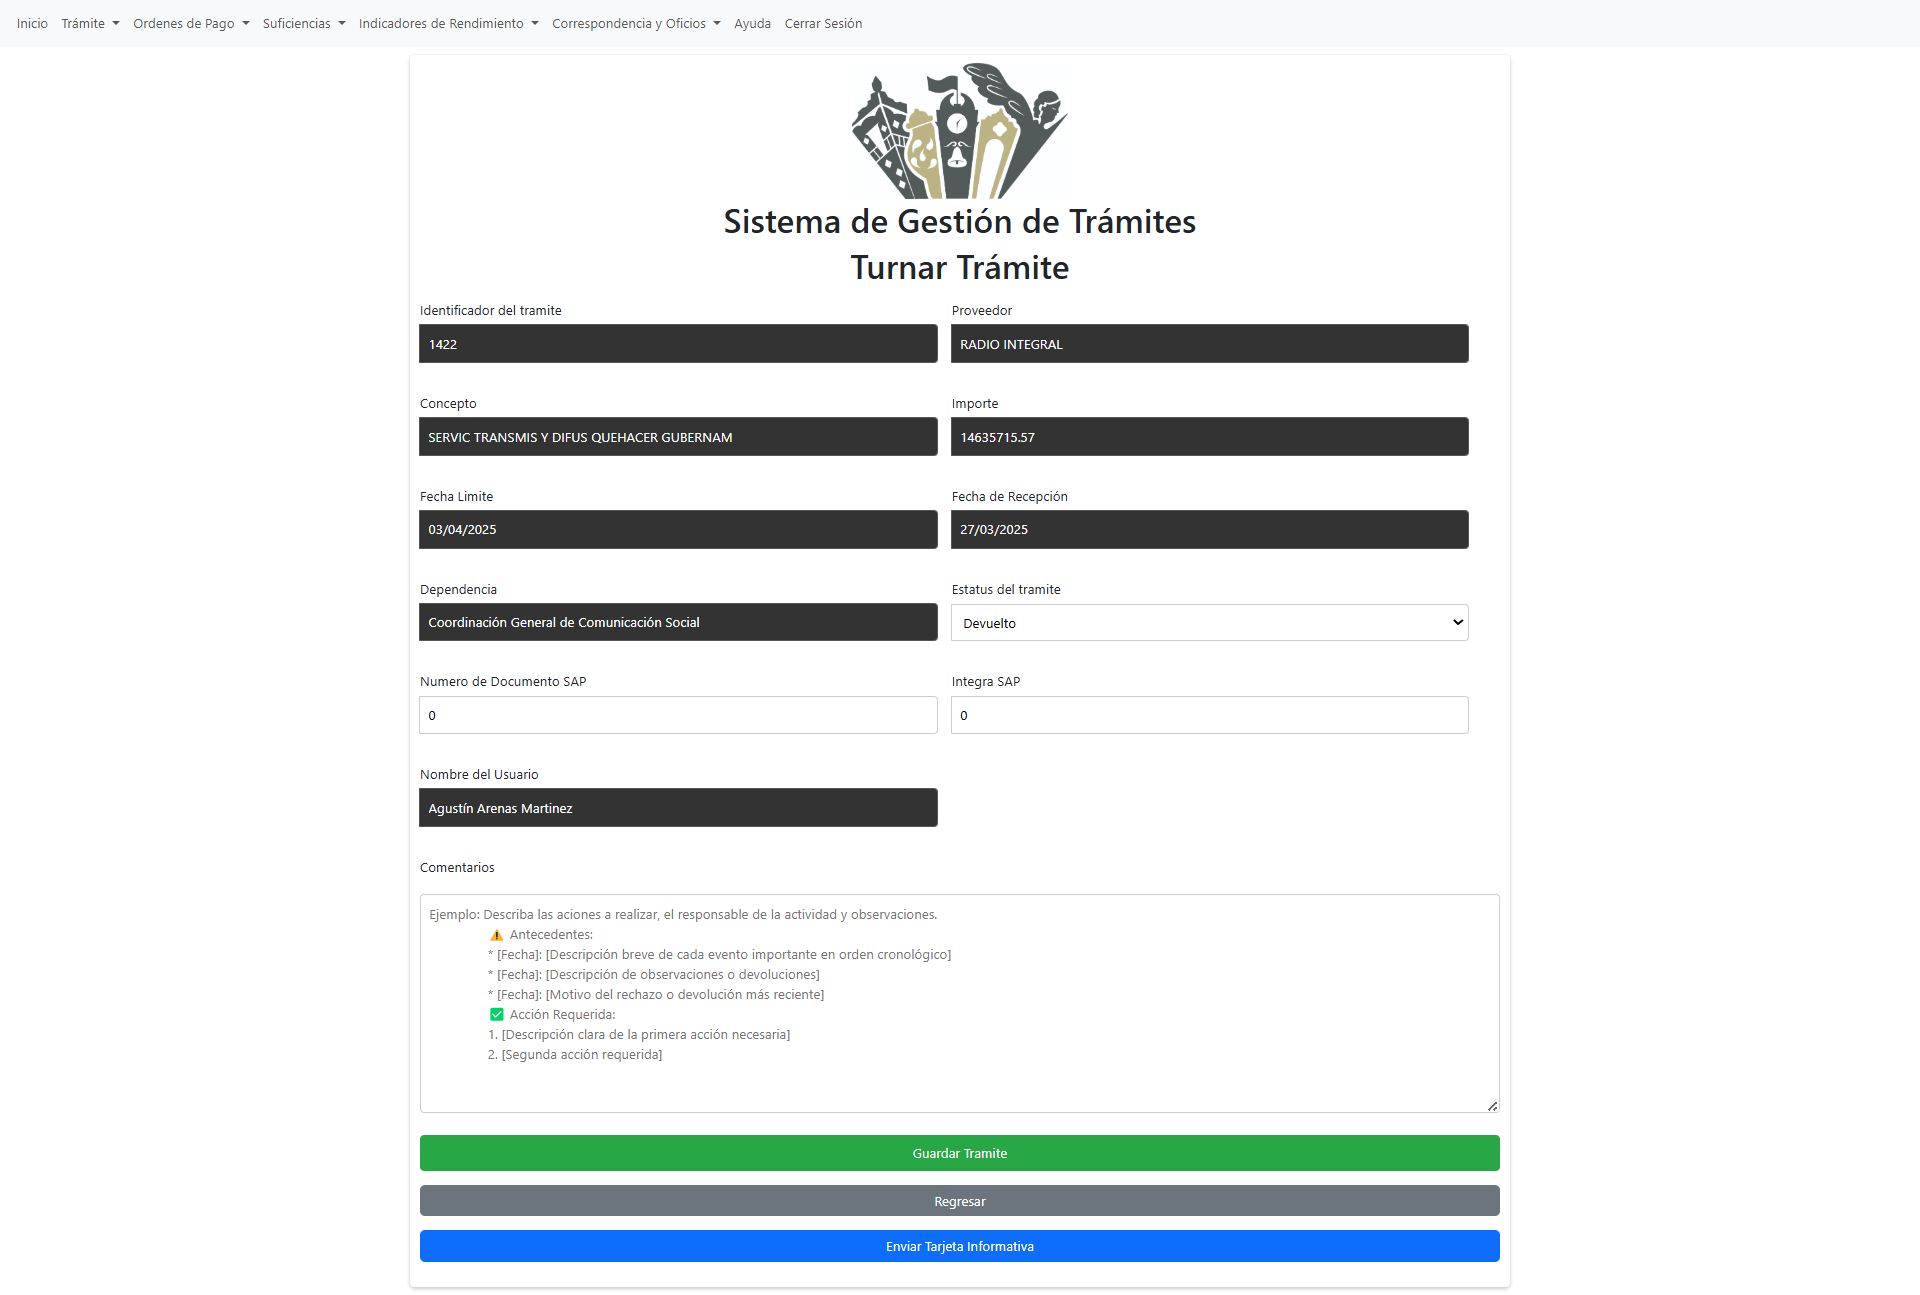 Inicio Trámite Ordenes de Pago Suficiencias Indicadores de Rendimiento Correspondencia y Oficios Ayuda Cerrar Sesión
Sistema de Gestión de Trámites
Turnar Trámite
Identificador del tramite Proveedor
1422 RADIO INTEGRAL
Concepto Importe
SERVIC TRANSMIS Y DIFUS QUEHACER GUBERNAM 14635715.57
Fecha Limite Fecha de Recepción
03/04/2025 27/03/2025
Dependencia Estatus del tramite
Coordinación General de Comunicación Social Devuelto
Numero de Documento SAP Integra SAP
0 0
Nombre del Usuario
Agustín Arenas Martinez
Comentarios
Ejemplo: Describa las aciones a realizar, el responsable de la actividad y observaciones.
⚠️ Antecedentes:
* [Fecha]: [Descripción breve de cada evento importante en orden cronológico]
* [Fecha]: [Descripción de observaciones o devoluciones]
* [Fecha]: [Motivo del rechazo o devolución más reciente]
✅ Acción Requerida:
1. [Descripción clara de la primera acción necesaria]
2. [Segunda acción requerida]
Guardar Tramite
Regresar
Enviar Tarjeta Informativa